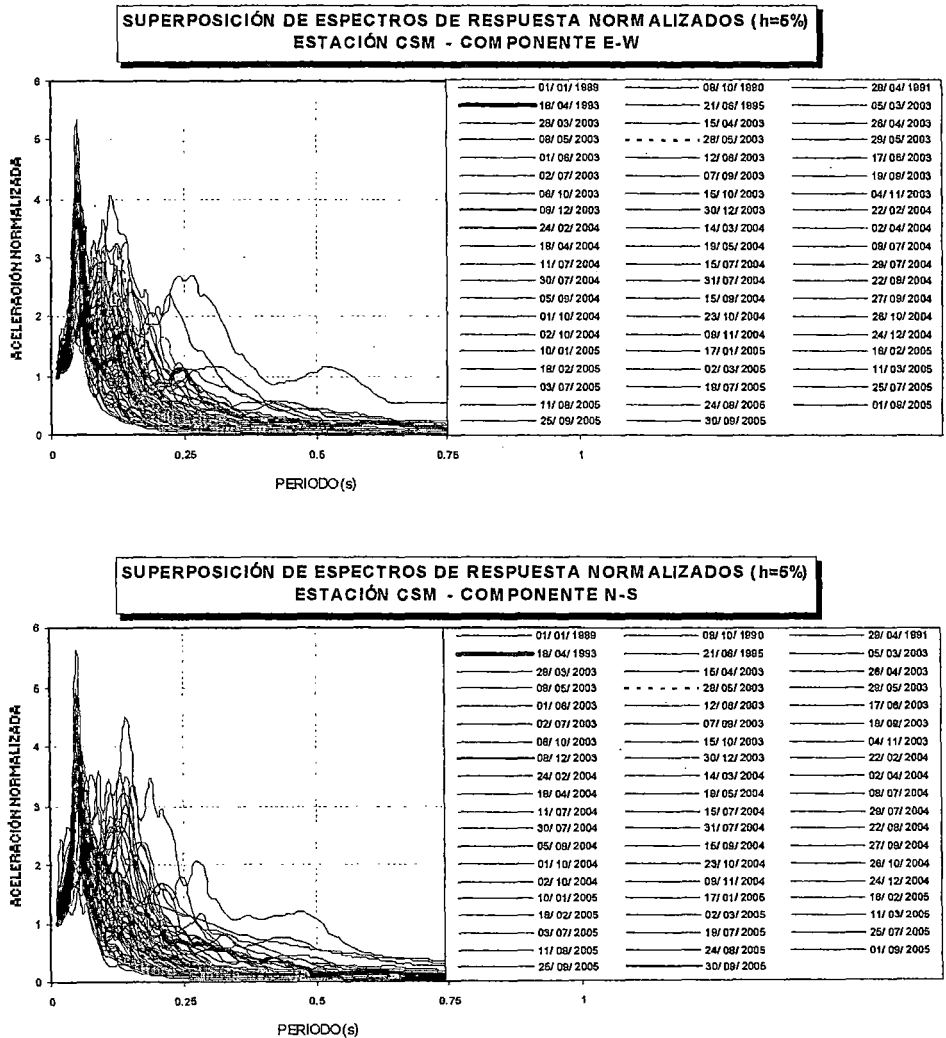 SUPERPOSICIÓN DE ESPECTROS DE RESPUESTA NORMALIZADOS (h=5%)
ESTACIÓN CSM - COMPONENTE E-W
6
5
4
3
2
1
0
ACELERACIÓN NORMALIZADA
0 0.25 0.5 0.75 1
PERIODO(s)
01/01/1989 08/10/1990 28/04/1991
18/04/1993 21/06/1995 05/03/2003
28/03/2003 15/04/2003 26/04/2003
08/05/2003 28/05/2003 29/05/2003
01/06/2003 12/06/2003 17/06/2003
02/07/2003 07/09/2003 19/09/2003
06/10/2003 15/10/2003 04/11/2003
08/12/2003 30/12/2003 22/02/2004
24/02/2004 14/03/2004 02/04/2004
18/04/2004 19/05/2004 08/07/2004
11/07/2004 15/07/2004 29/07/2004
30/07/2004 31/07/2004 22/08/2004
05/09/2004 15/09/2004 27/09/2004
01/10/2004 23/10/2004 26/10/2004
02/10/2004 09/11/2004 24/12/2004
10/01/2005 17/01/2005 16/02/2005
18/02/2005 02/03/2005 11/03/2005
03/07/2005 19/07/2005 25/07/2005
11/08/2005 24/08/2005 01/09/2005
25/09/2005 30/09/2005
SUPERPOSICIÓN DE ESPECTROS DE RESPUESTA NORMALIZADOS (h=5%)
ESTACIÓN CSM - COMPONENTE N-S
6
5
4
3
2
1
0
ACELERACIÓN NORMALIZADA
0 0.25 0.5 0.75 1
PERIODO(s)
01/01/1989 08/10/1990 28/04/1991
18/04/1993 21/06/1995 05/03/2003
28/03/2003 15/04/2003 26/04/2003
08/05/2003 28/05/2003 29/05/2003
01/06/2003 12/06/2003 17/06/2003
02/07/2003 07/09/2003 19/09/2003
06/10/2003 15/10/2003 04/11/2003
08/12/2003 30/12/2003 22/02/2004
24/02/2004 14/03/2004 02/04/2004
18/04/2004 19/05/2004 08/07/2004
11/07/2004 15/07/2004 29/07/2004
30/07/2004 31/07/2004 22/08/2004
05/09/2004 15/09/2004 27/09/2004
01/10/2004 23/10/2004 26/10/2004
02/10/2004 09/11/2004 24/12/2004
10/01/2005 17/01/2005 16/02/2005
18/02/2005 02/03/2005 11/03/2005
03/07/2005 19/07/2005 25/07/2005
11/08/2005 24/08/2005 01/09/2005
25/09/2005 30/09/2005